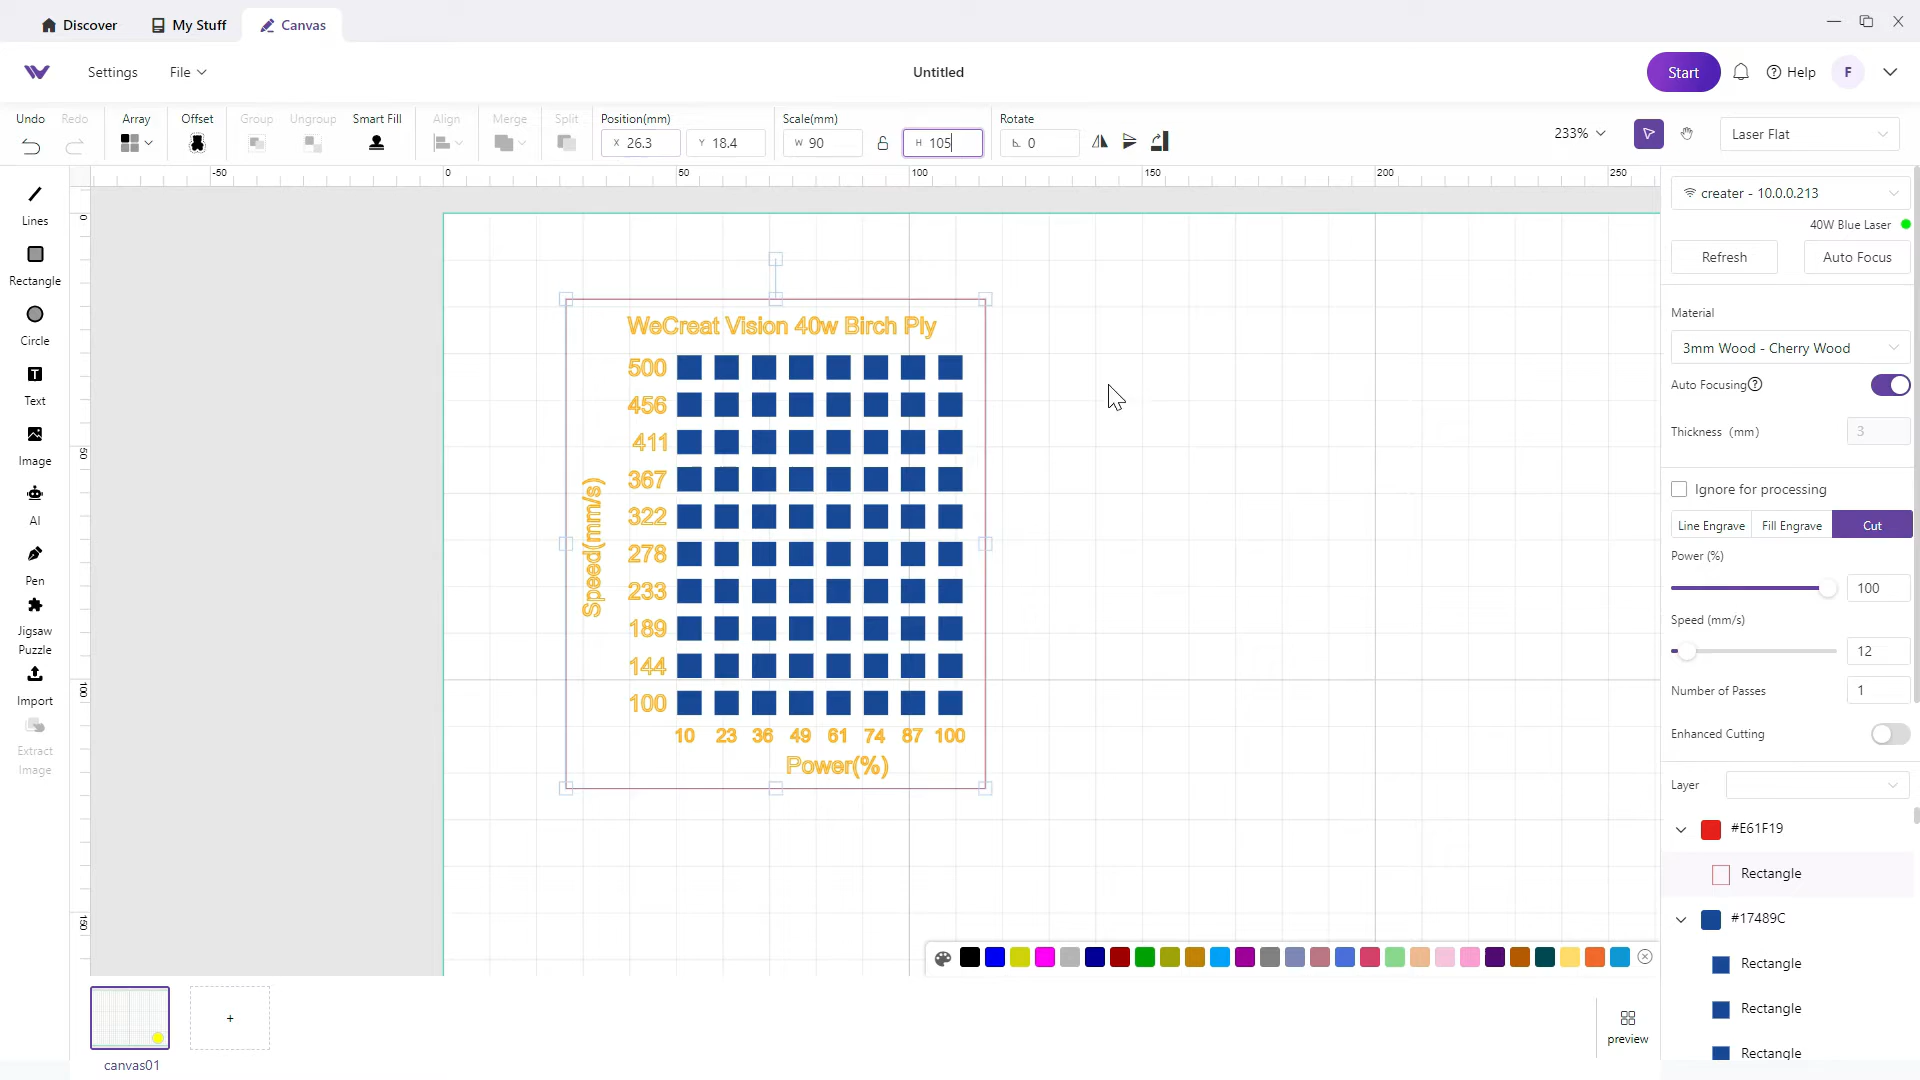 Discover My Stuff Canvas
Settings File Untitled Start Help F
Undo Redo Array Offset Group Ungroup Smart Fill Align Merge Split Position(mm) Scale(mm) Rotate
X 26.3 Y 18.4 W 90 H 105 0 233% Laser Flat
-50 0 50 100 150 200 250
0
50
100
150
Lines
Rectangle
Circle
Text
Image
AI
Pen
Jigsaw
Puzzle
Import
Extract
Image
WeCreat Vision 40w Birch Ply
Speed(mm/s)
500
456
411
367
322
278
233
189
144
100
10 23 36 49 61 74 87 100
Power(%)
creater - 10.0.0.213
40W Blue Laser
Refresh Auto Focus
Material
3mm Wood - Cherry Wood
Auto Focusing
Thickness (mm) 3
Ignore for processing
Line Engrave Fill Engrave Cut
Power (%)
100
Speed (mm/s)
12
Number of Passes 1
Enhanced Cutting
Layer
#E61F19
Rectangle
#17489C
Rectangle
Rectangle
Rectangle
+
canvas01
preview